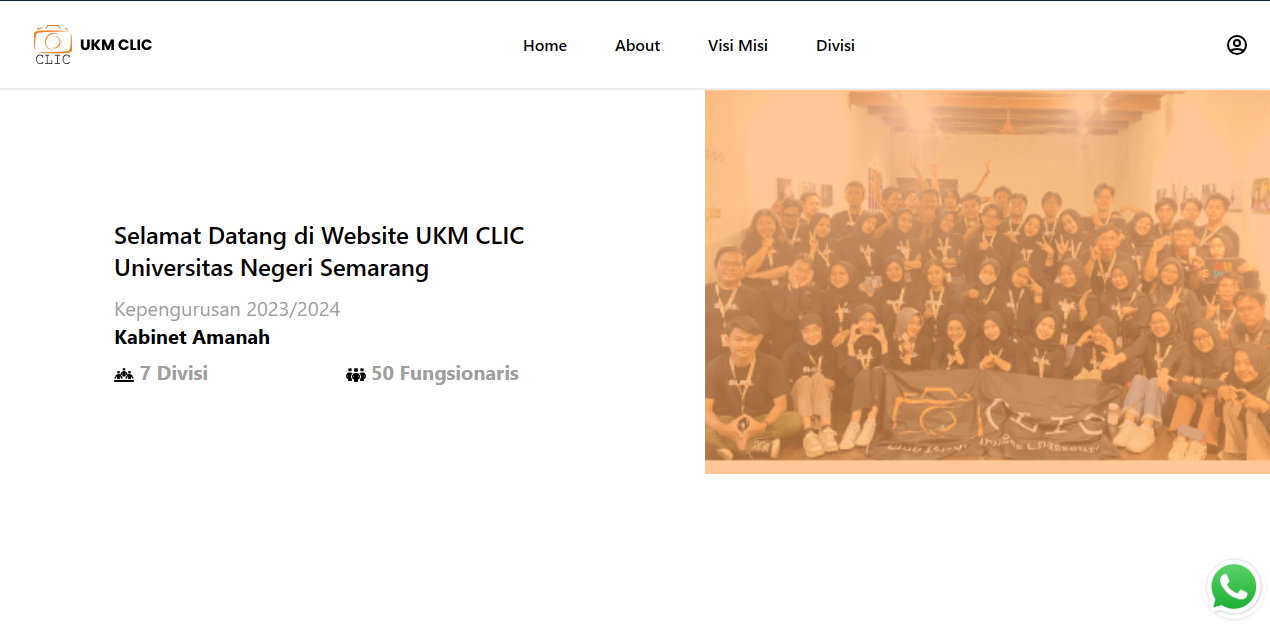 CLIC
UKM CLIC
Home
About
Visi Misi
Divisi
Selamat Datang di Website UKM CLIC
Universitas Negeri Semarang
Kepengurusan 2023/2024
Kabinet Amanah
7 Divisi
50 Fungsionaris
CLIC